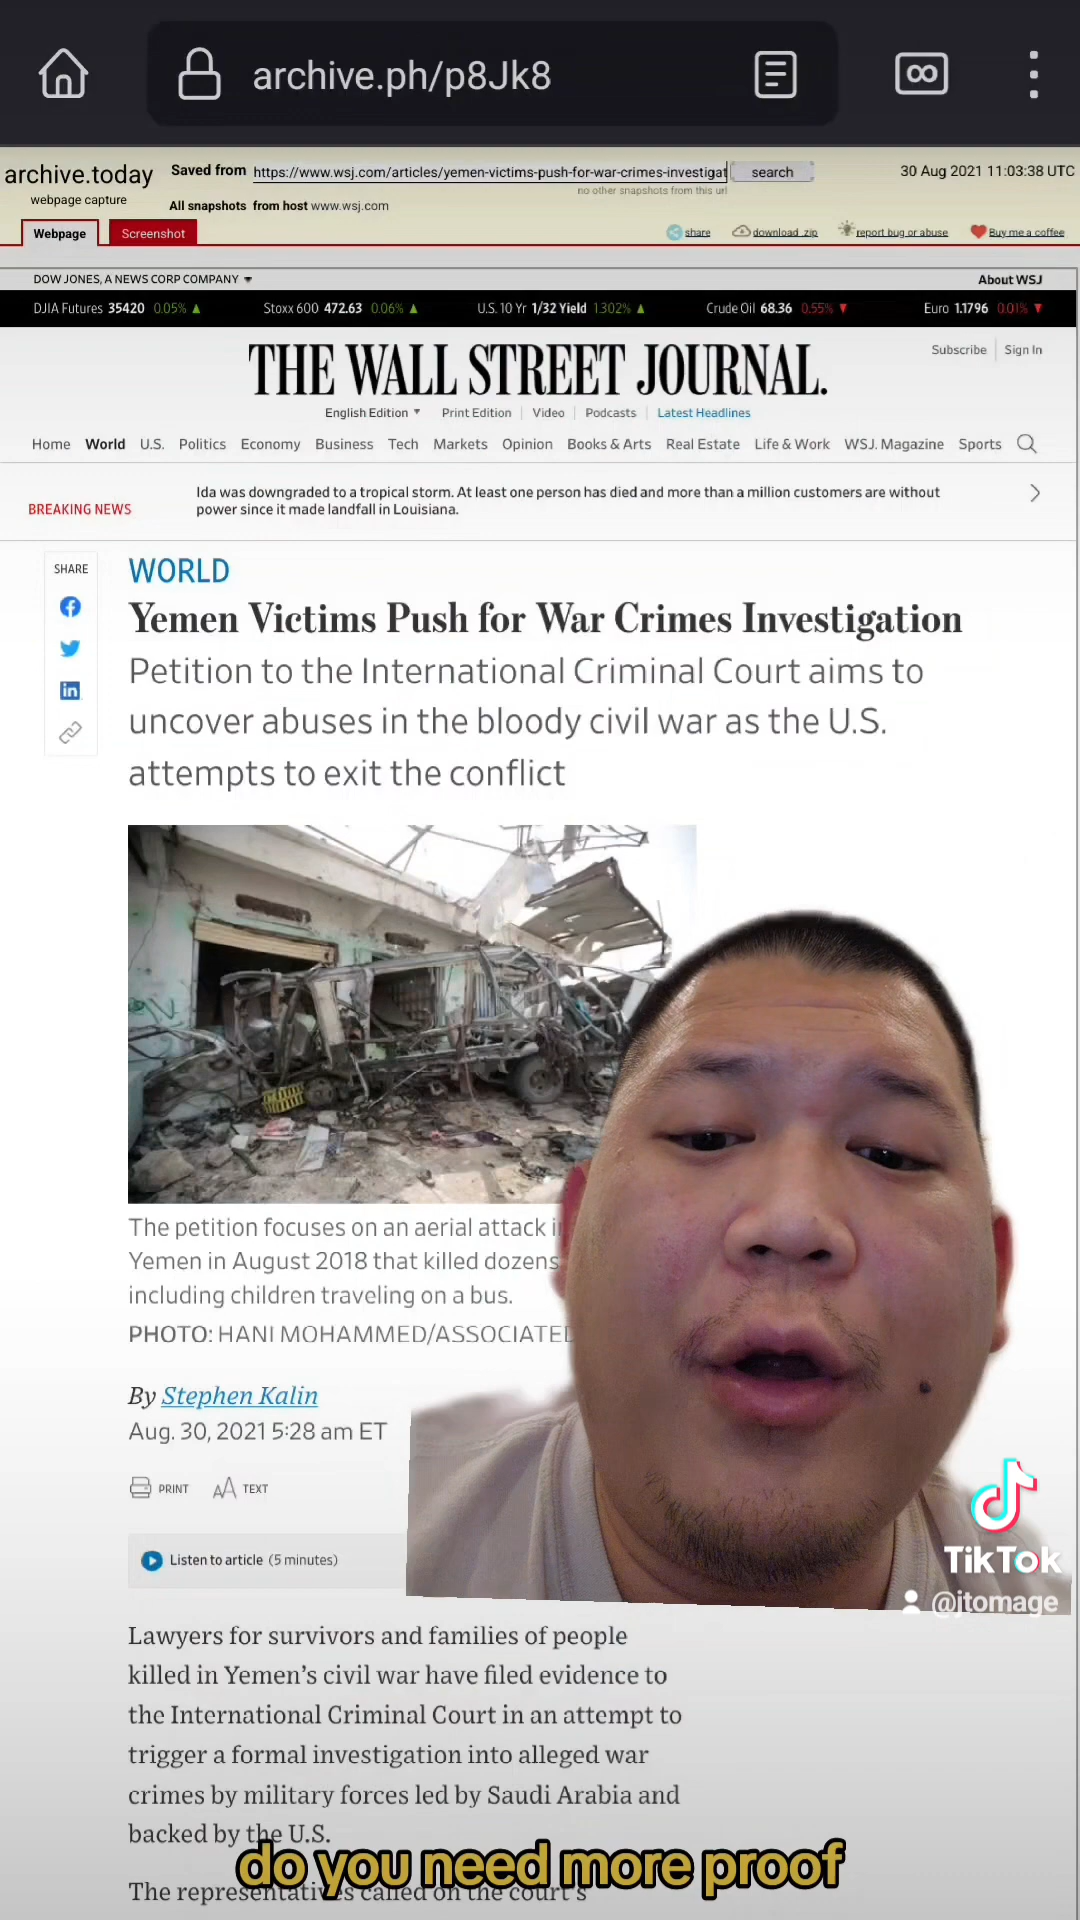 archive.ph/p8Jk8
archive.today
webpage capture
Saved from https://www.wsj.com/articles/yemen-victims-push-for-war-crimes-investigat search
no other snapshots from this url
30 Aug 2021 11:03:38 UTC
All snapshots from host www.wsj.com
Webpage Screenshot
share download .zip report bug or abuse Buy me a coffee
DOW JONES, A NEWS CORP COMPANY
About WSJ
DJIA Futures 35420 0.05% ▲ Stoxx 600 472.63 0.06% ▲ U.S. 10 Yr 1/32 Yield 1.302% ▲ Crude Oil 68.36 0.55% ▼ Euro 1.1796 0.01% ▼
THE WALL STREET JOURNAL.
Subscribe Sign In
English Edition Print Edition Video Podcasts Latest Headlines
Home World U.S. Politics Economy Business Tech Markets Opinion Books & Arts Real Estate Life & Work WSJ. Magazine Sports
BREAKING NEWS
Ida was downgraded to a tropical storm. At least one person has died and more than a million customers are without
power since it made landfall in Louisiana.
SHARE
WORLD
Yemen Victims Push for War Crimes Investigation
Petition to the International Criminal Court aims to
uncover abuses in the bloody civil war as the U.S.
attempts to exit the conflict
The petition focuses on an aerial attack
Yemen in August 2018 that killed dozens
including children traveling on a bus.
PHOTO: HANI MOHAMMED/ASSOCIATED
By Stephen Kalin
Aug. 30, 2021 5:28 am ET
PRINT AA TEXT
Listen to article (5 minutes)
TikTok
@jtomage
Lawyers for survivors and families of people
killed in Yemen's civil war have filed evidence to
the International Criminal Court in an attempt to
trigger a formal investigation into alleged war
crimes by military forces led by Saudi Arabia and
backed by the U.S.
do you need more proof
The representatives called on the court's